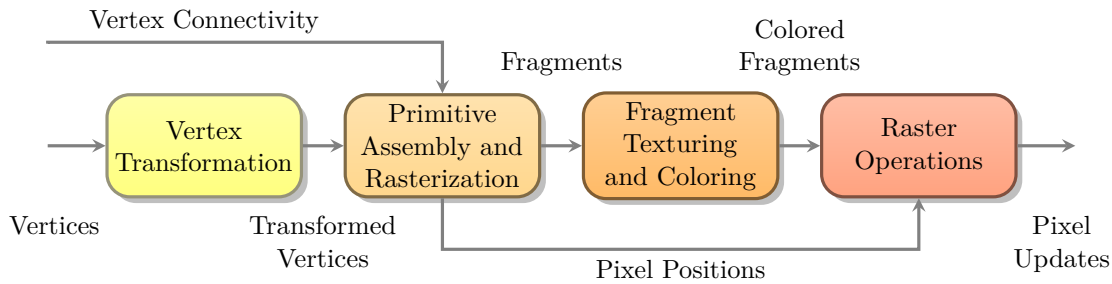 Vertex Connectivity
Colored
Fragments
Fragments
Vertex
Transformation
Primitive
Assembly and
Rasterization
Fragment
Texturing
and Coloring
Raster
Operations
Vertices
Transformed
Vertices
Pixel Positions
Pixel
Updates